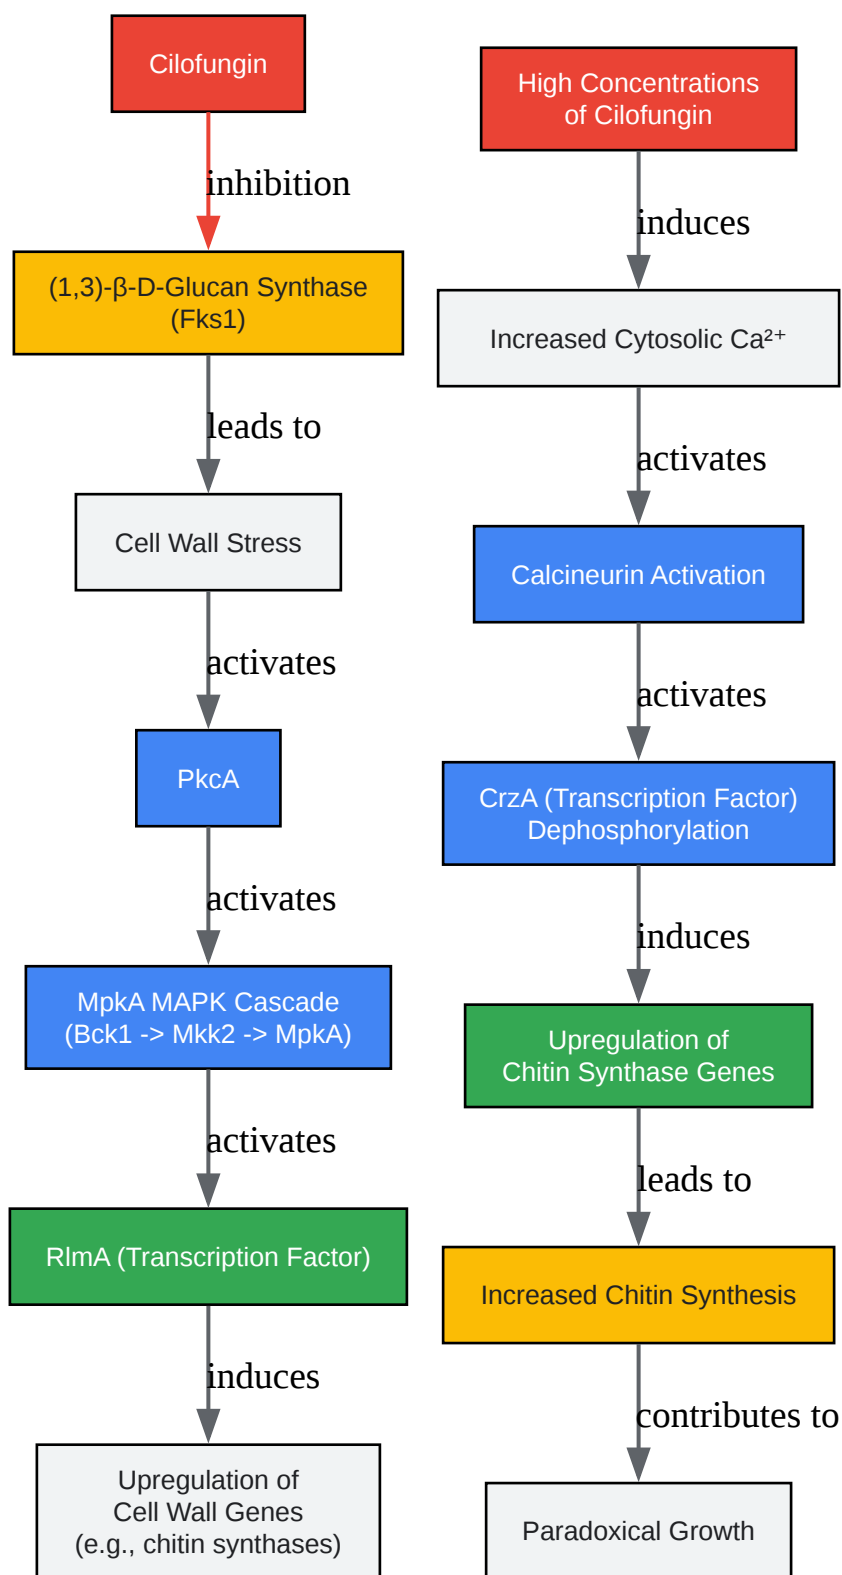 Cilofungin
inhibition
(1,3)-β-D-Glucan Synthase
(Fks1)
leads to
Cell Wall Stress
activates
PkcA
activates
MpkA MAPK Cascade
(Bck1 -> Mkk2 -> MpkA)
activates
RlmA (Transcription Factor)
induces
Upregulation of
Cell Wall Genes
(e.g., chitin synthases)
High Concentrations
of Cilofungin
induces
Increased Cytosolic Ca²⁺
activates
Calcineurin Activation
activates
CrzA (Transcription Factor)
Dephosphorylation
induces
Upregulation of
Chitin Synthase Genes
leads to
Increased Chitin Synthesis
contributes to
Paradoxical Growth